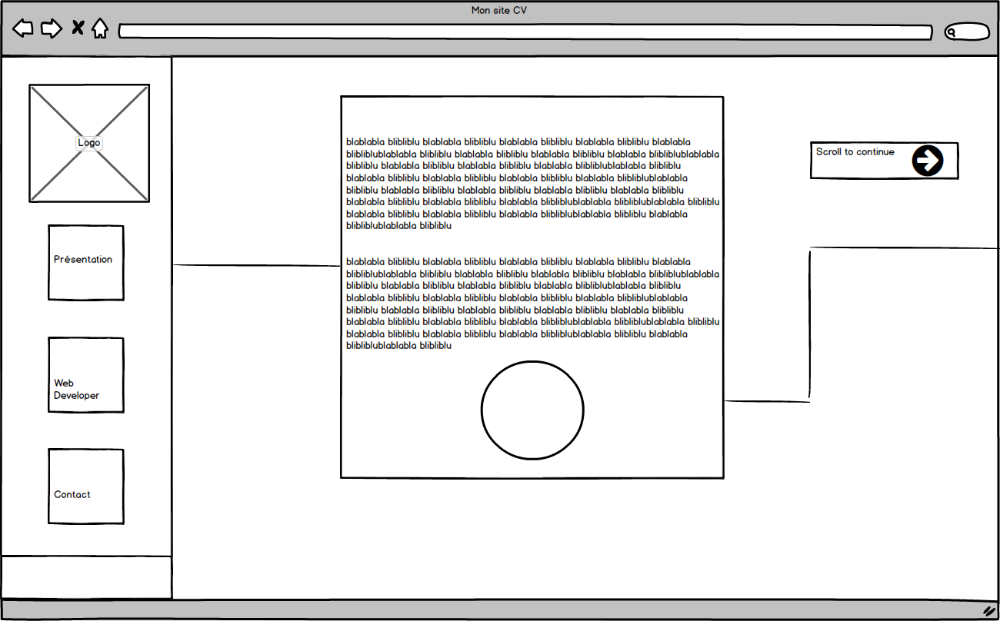 Mon site CV
Logo
Présentation
Web
Developer
Contact
blablabla blibliblu blablabla blibliblu blablabla blibliblu blablabla blibliblu blablabla
blibliblublablabla blibliblu blablabla blibliblu blablabla blibliblu blablabla blibliblublablabla
blibliblu blablabla blibliblu blablabla blibliblu blablabla blibliblublablabla blibliblu
blablabla blibliblu blablabla blibliblu blablabla blibliblu blablabla blibliblublablabla
blibliblu blablabla blibliblu blablabla blibliblu blablabla blibliblu blablabla blibliblu
blablabla blibliblu blablabla blibliblu blablabla blibliblublablabla blibliblublablabla blibliblu
blablabla blibliblu blablabla blibliblu blablabla blibliblublablabla blibliblu blablabla
blibliblublablabla blibliblu
blablabla blibliblu blablabla blibliblu blablabla blibliblu blablabla blibliblu blablabla
blibliblublablabla blibliblu blablabla blibliblu blablabla blibliblu blablabla blibliblublablabla
blibliblu blablabla blibliblu blablabla blibliblu blablabla blibliblublablabla blibliblu
blablabla blibliblu blablabla blibliblu blablabla blibliblu blablabla blibliblublablabla
blibliblu blablabla blibliblu blablabla blibliblu blablabla blibliblu blablabla blibliblu
blablabla blibliblu blablabla blibliblu blablabla blibliblublablabla blibliblublablabla blibliblu
blablabla blibliblu blablabla blibliblu blablabla blibliblublablabla blibliblu blablabla
blibliblublablabla blibliblu
Scroll to continue